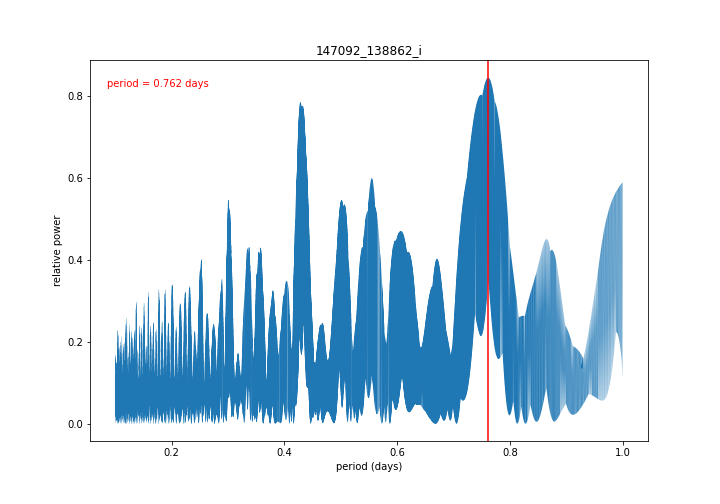 147092_138862_i
period = 0.762 days
relative power
0.8
0.6
0.4
0.2
0.0
0.2 0.4 0.6 0.8 1.0
period (days)